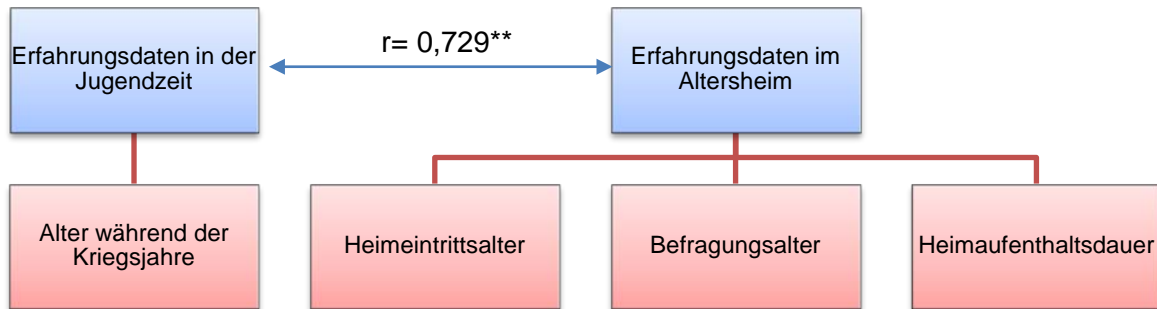 Erfahrungsdaten in der
Jugendzeit
r= 0,729**
Erfahrungsdaten im
Altersheim
Alter während der
Kriegsjahre
Heimeintrittsalter
Befragungsalter
Heimaufenthaltsdauer